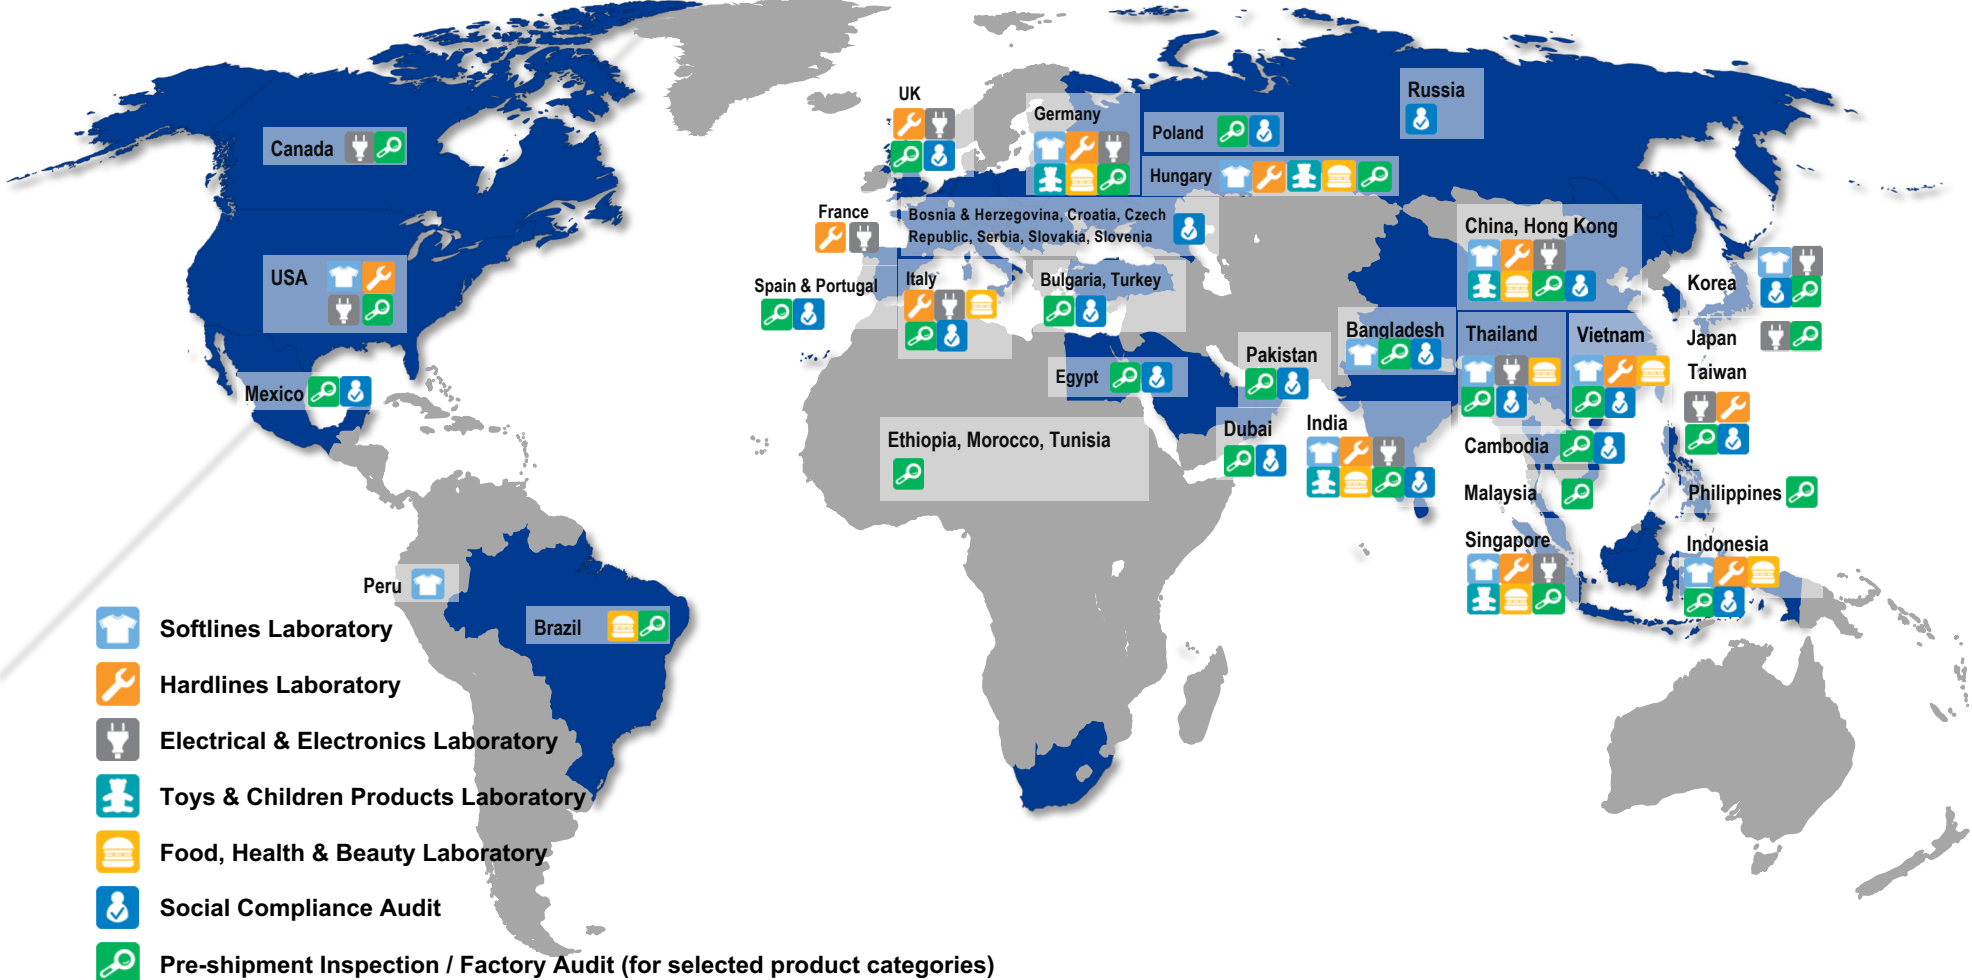 UK
Russia
Germany
Poland
Canada
Hungary
France
Bosnia & Herzegovina, Croatia, Czech
Republic, Serbia, Slovakia, Slovenia
China, Hong Kong
USA
Spain & Portugal
Italy
Bulgaria, Turkey
Korea
Bangladesh
Thailand
Vietnam
Japan
Pakistan
Taiwan
Egypt
Mexico
Ethiopia, Morocco, Tunisia
Dubai
India
Cambodia
Malaysia
Philippines
Singapore
Indonesia
Peru
Brazil
Softlines Laboratory
Hardlines Laboratory
Electrical & Electronics Laboratory
Toys & Children Products Laboratory
Food, Health & Beauty Laboratory
Social Compliance Audit
Pre-shipment Inspection / Factory Audit (for selected product categories)